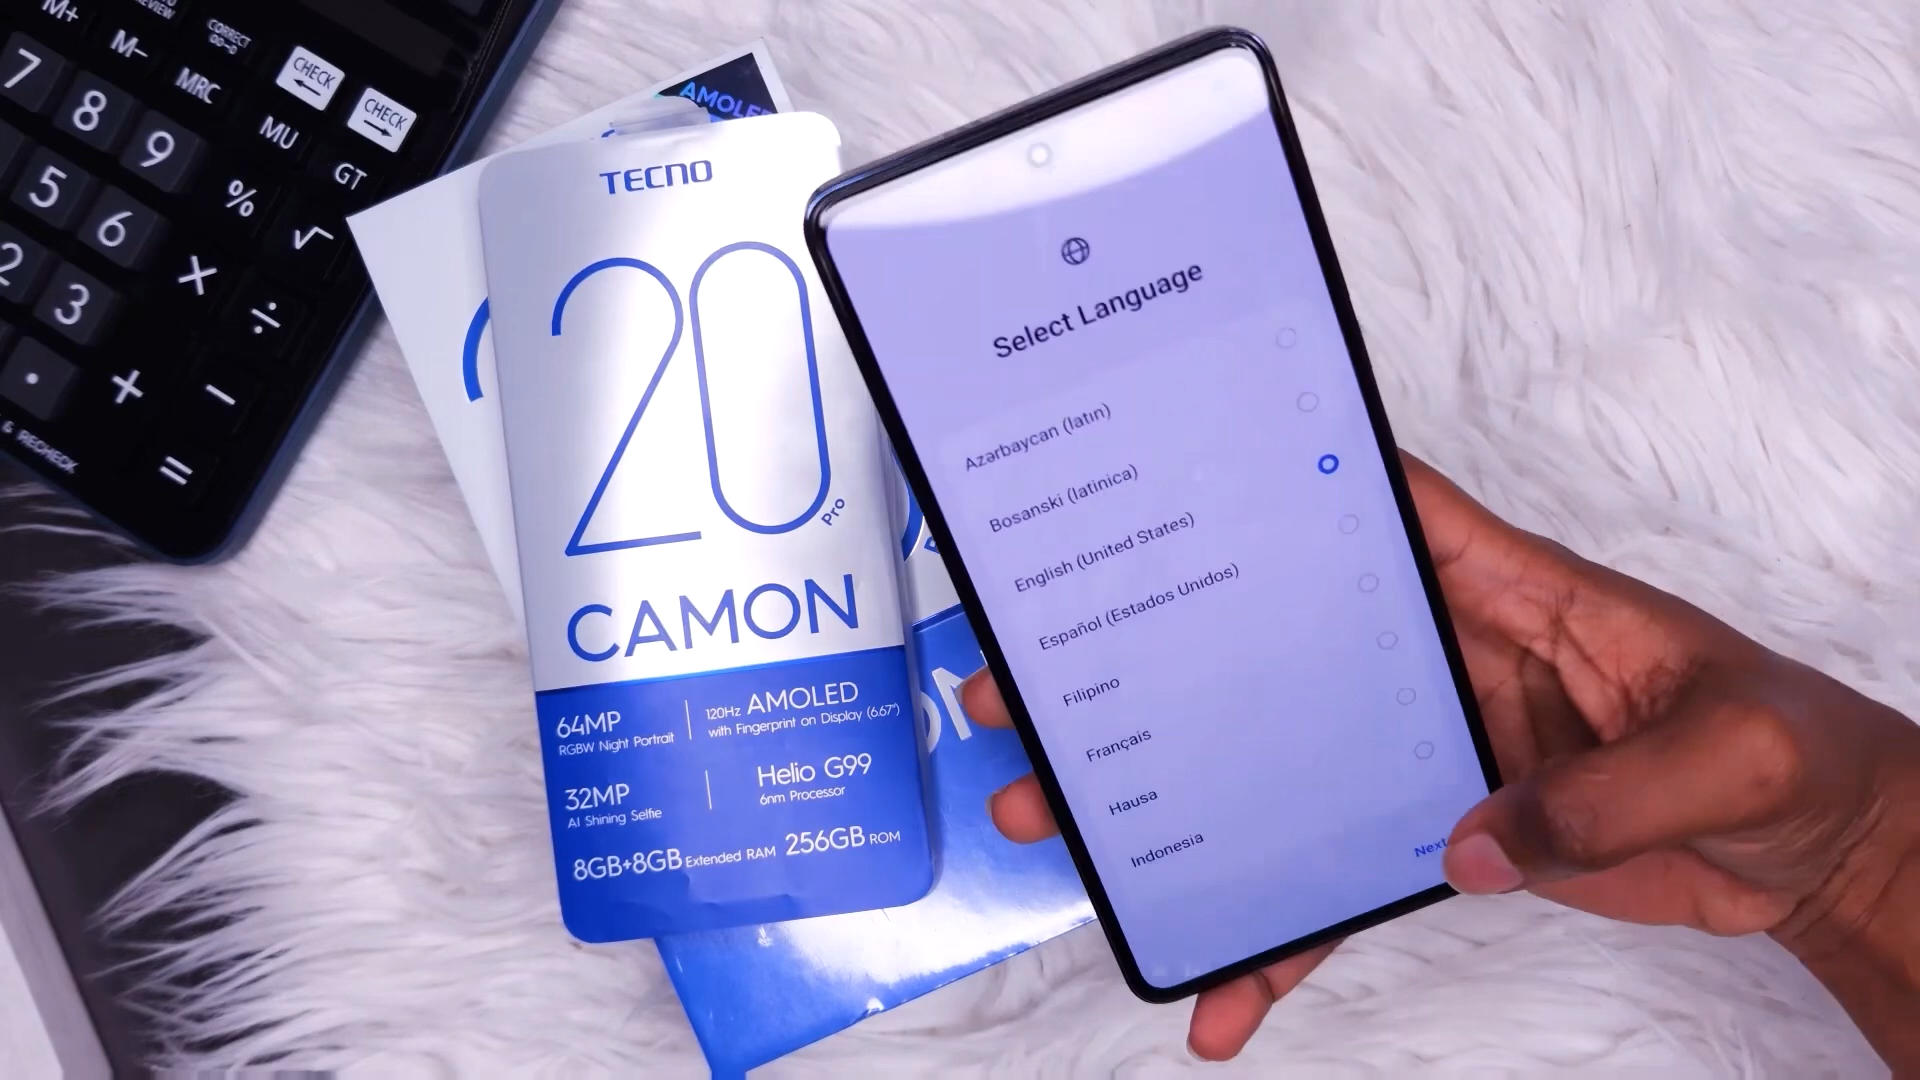 M+
CORRECT
00→0
CHECK
←
CHECK
→
7
M-
MRC
8
MU
9
GT
5
%
6
√
2
×
3
÷
.
+
-
=
& RECHECK
AMOLED
TECNO
20
Pro
CAMON
64MP
RGBW Night Portrait
120Hz AMOLED
with Fingerprint on Display (6.67")
32MP
AI Shining Selfie
Helio G99
6nm Processor
8GB+8GB Extended RAM 256GB ROM
Select Language
Azərbaycan (latın)
Bosanski (latinica)
English (United States)
Español (Estados Unidos)
Filipino
Français
Hausa
Indonesia
Next